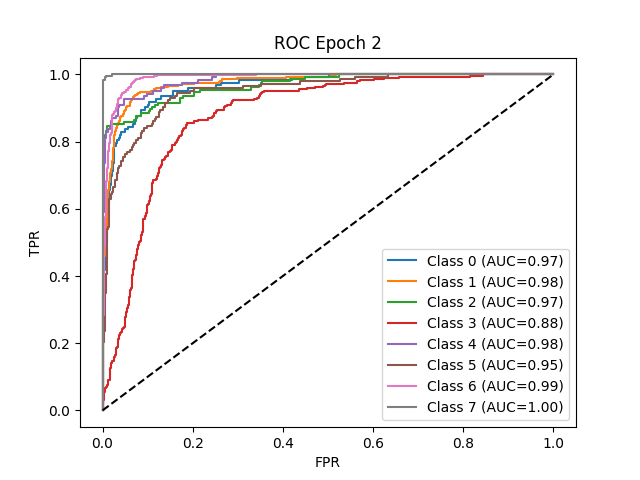 ROC Epoch 2
TPR
1.0
0.8
0.6
0.4
0.2
0.0
Class 0 (AUC=0.97)
Class 1 (AUC=0.98)
Class 2 (AUC=0.97)
Class 3 (AUC=0.88)
Class 4 (AUC=0.98)
Class 5 (AUC=0.95)
Class 6 (AUC=0.99)
Class 7 (AUC=1.00)
0.0 0.2 0.4 0.6 0.8 1.0
FPR